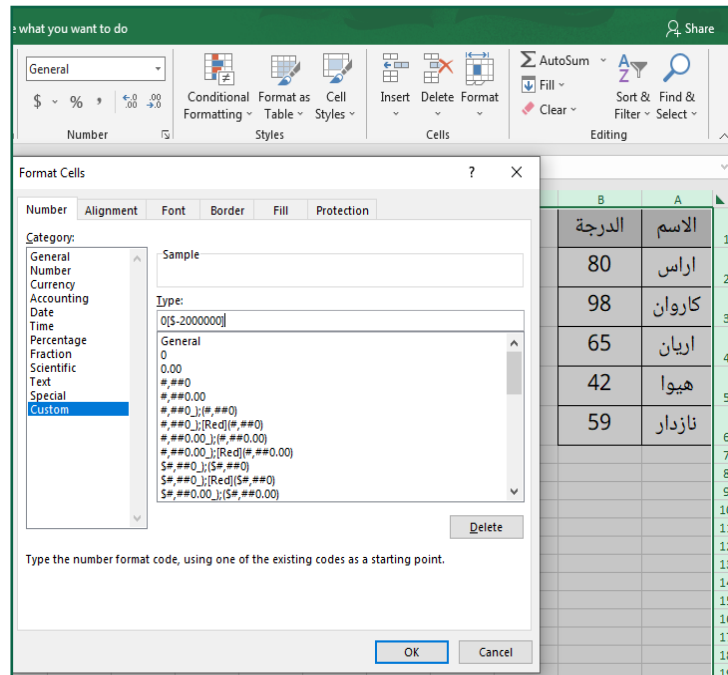 e what you want to do
Share
General
$ % , .00 .00
Conditional Formatting
Format as Table
Cell Styles
Insert
Delete
Format
AutoSum
Fill
Clear
Sort & Filter
Find & Select
Number
Styles
Cells
Editing
Format Cells
? X
Number Alignment Font Border Fill Protection
Category:
General
Number
Currency
Accounting
Date
Time
Percentage
Fraction
Scientific
Text
Special
Custom
Sample
Type:
0[$-2000000]
General
0
0.00
#,##0
#,##0.00
#,##0_);(#,##0)
#,##0_);[Red](#,##0)
#,##0.00_);(#,##0.00)
#,##0.00_);[Red](#,##0.00)
$#,##0_);($#,##0)
$#,##0_);[Red]($#,##0)
$#,##0.00_);($#,##0.00)
Delete
Type the number format code, using one of the existing codes as a starting point.
OK Cancel
B A
الاسم الدرجة
اراس 80
كاروان 98
اريان 65
هيوا 42
نازدار 59